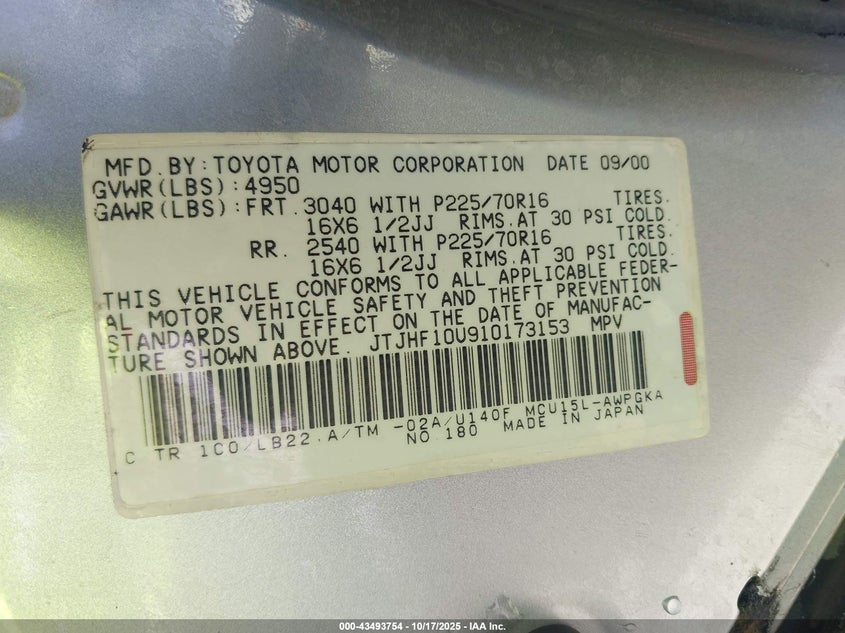 MFD.BY:TOYOTA MOTOR CORPORATION DATE 09/00
GVWR(LBS):4950
GAWR(LBS):FRT.3040 WITH P225/70R16 TIRES.
16X6 1/2JJ RIMS.AT 30 PSI COLD.
RR. 2540 WITH P225/70R16 TIRES.
16X6 1/2JJ RIMS.AT 30 PSI COLD.
THIS VEHICLE CONFORMS TO ALL APPLICABLE FEDER-
AL MOTOR VEHICLE SAFETY AND THEFT PREVENTION
STANDARDS IN EFFECT ON THE DATE OF MANUFAC-
TURE SHOWN ABOVE. JTJHF10U910173153 MPV
C TR 1C0/LB22.A/TM -02A/U140F MCU15L-AWPGKA
NO 180 MADE IN JAPAN
000-43493754 - 10/17/2025 - IAA Inc.